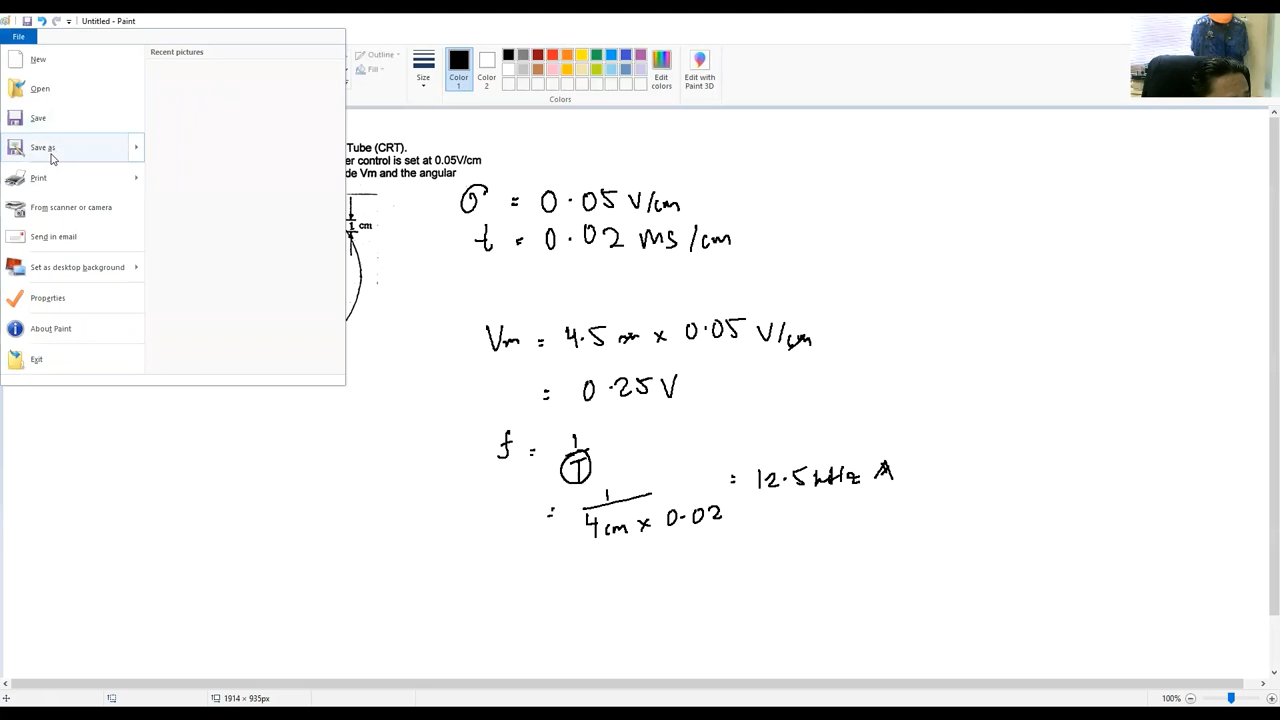 Untitled - Paint
File
Recent pictures
New
Open
Save
Save as
Print
From scanner or camera
Send in email
Set as desktop background
Properties
About Paint
Exit
Outline
Fill
Size
Color 1
Color 2
Edit colors
Edit with Paint 3D
Colors
Tube (CRT).
er control is set at 0.05V/cm
de Vm and the angular
1 cm
σ = 0.05 V/cm
t = 0.02 ms/cm
Vm = 4.5 cm x 0.05 V/cm
= 0.25 V
f = 1/T
= 1/4cm x 0.02 = 12.5 kHz
1914 × 935px
100%